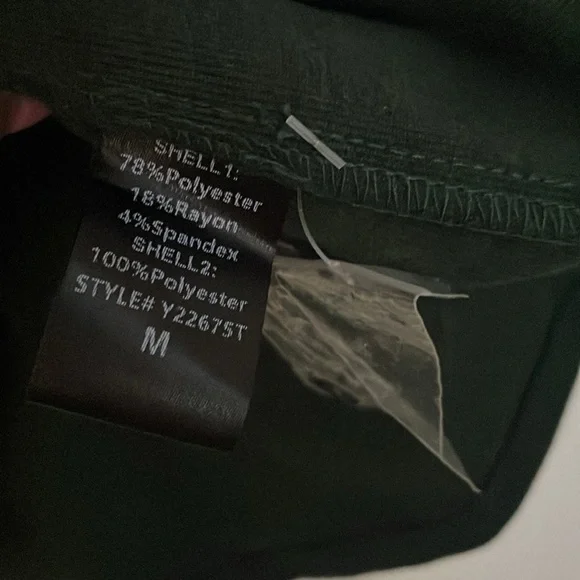 SHELL1:
78%Polyester
18%Rayon
4%Spandex
SHELL2:
100%Polyester
STYLE# Y22675T
M